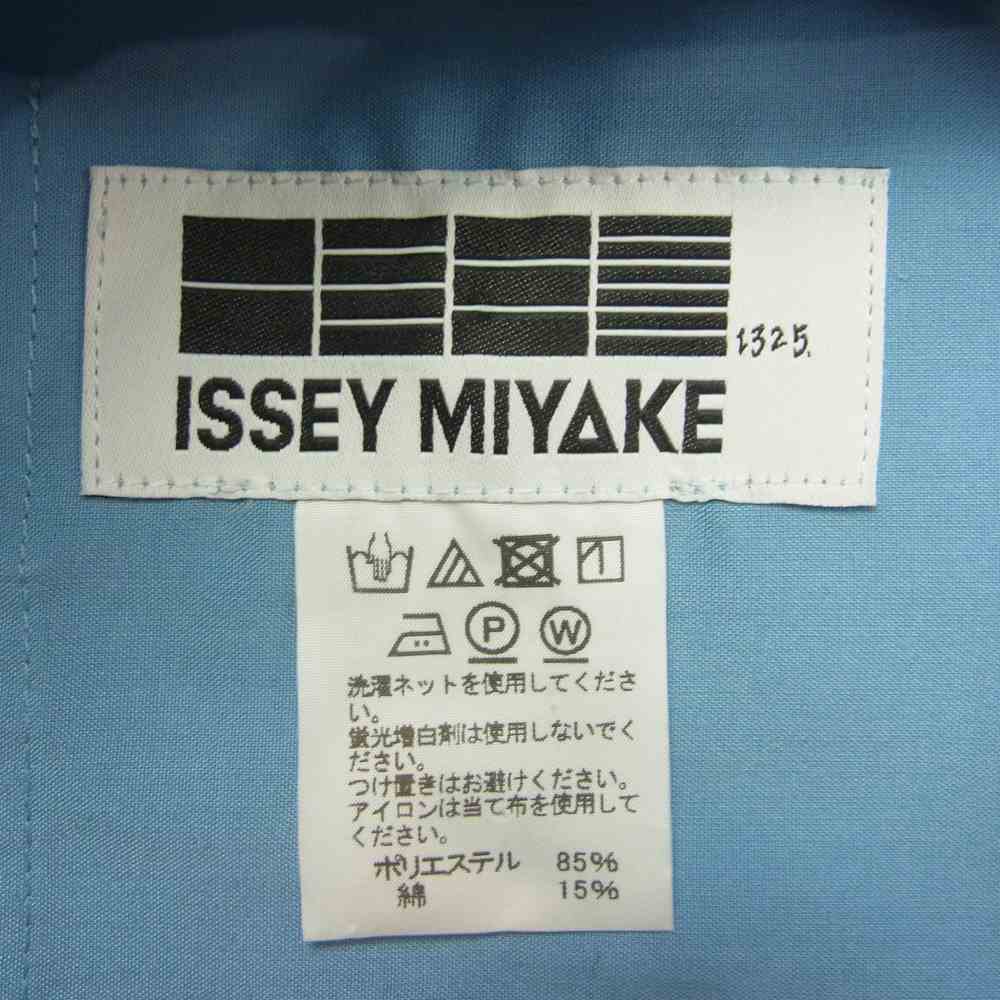 1325.
ISSEY MIYAKE
P W
洗濯ネットを使用してくださ
い。
蛍光増白剤は使用しないでく
ださい。
つけ置きはお避けください。
アイロンは当て布を使用して
ください。
ポリエステル 85%
綿 15%